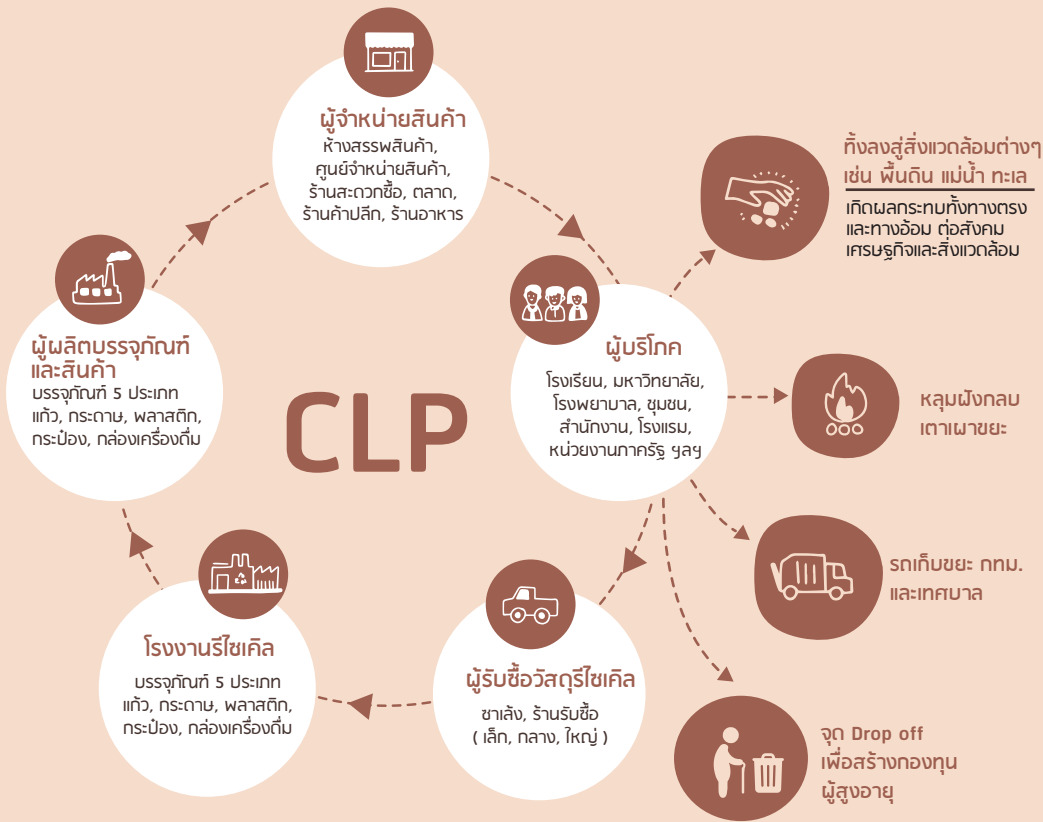 ผู้จำหน่ายสินค้า
ห้างสรรพสินค้า,
ศูนย์จำหน่ายสินค้า,
ร้านสะดวกซื้อ, ตลาด,
ร้านค้าปลีก, ร้านอาหาร
ทิ้งลงสู่สิ่งแวดล้อมต่างๆ
เช่น พื้นดิน แม่น้ำ ทะเล
เกิดผลกระทบทั้งทางตรง
และทางอ้อม ต่อสังคม
เศรษฐกิจและสิ่งแวดล้อม
ผู้ผลิตบรรจุภัณฑ์
และสินค้า
บรรจุภัณฑ์ 5 ประเภท
แก้ว, กระดาษ, พลาสติก,
กระป๋อง, กล่องเครื่องดื่ม
CLP
ผู้บริโภค
โรงเรียน, มหาวิทยาลัย,
โรงพยาบาล, ชุมชน,
สำนักงาน, โรงแรม,
หน่วยงานภาครัฐ ฯลฯ
หลุมฝังกลบ
เตาเผาขยะ
รถเก็บขยะ กทม.
และเทศบาล
โรงงานรีไซเคิล
บรรจุภัณฑ์ 5 ประเภท
แก้ว, กระดาษ, พลาสติก,
กระป๋อง, กล่องเครื่องดื่ม
ผู้รับซื้อวัสดุรีไซเคิล
ซาเล้ง, ร้านรับซื้อ
( เล็ก, กลาง, ใหญ่ )
จุด Drop off
เพื่อสร้างกองทุน
ผู้สูงอายุ